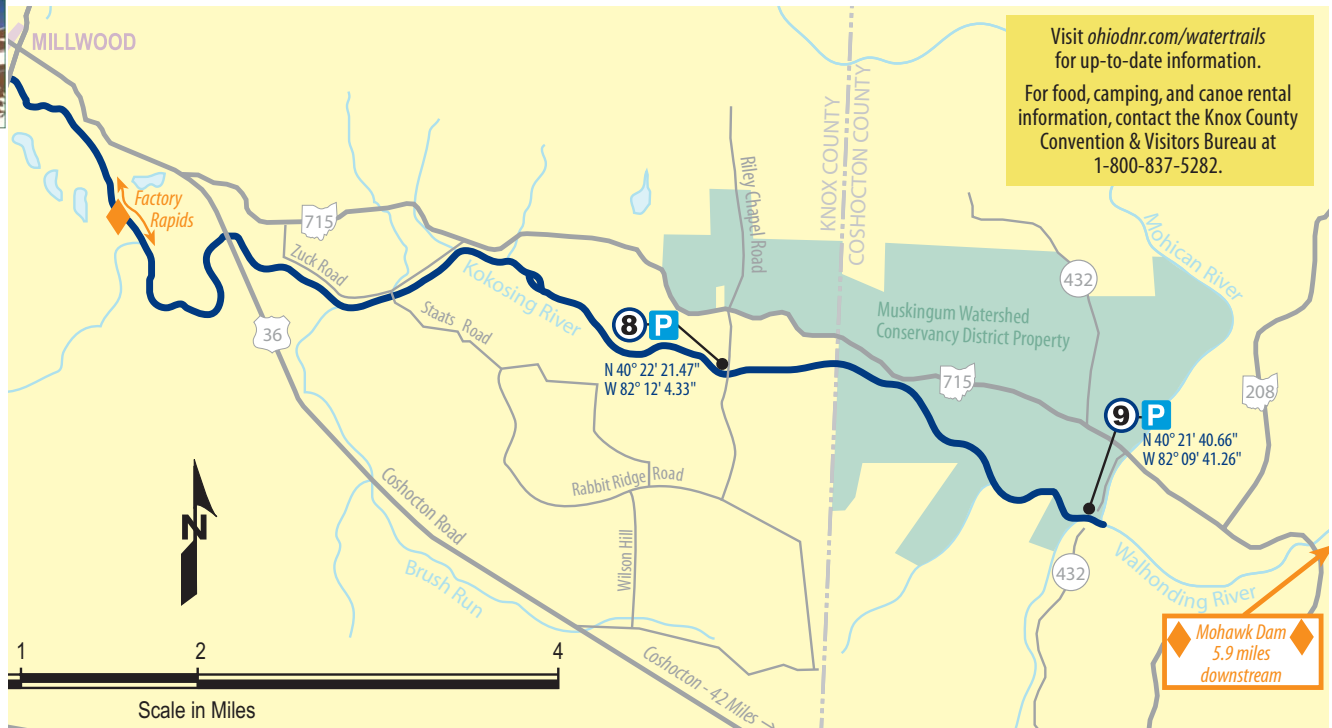 MILLWOOD
Visit ohiodnr.com/watertrails
for up-to-date information.
For food, camping, and canoe rental
information, contact the Knox County
Convention & Visitors Bureau at
1-800-837-5282.
KNOX COUNTY
COSHOCTON COUNTY
Riley Chapel Road
Factory
Rapids
715
Zuck Road
Kokosing River
Mohican River
432
Staats Road
36
8 P
N 40° 22' 21.47"
W 82° 12' 4.33"
Muskingum Watershed
Conservancy District Property
715
208
9 P
N 40° 21' 40.66"
W 82° 09' 41.26"
N
Coshocton Road
Rabbit Ridge Road
Wilson Hill
Brush Run
432
Walhonding River
Mohawk Dam
5.9 miles
downstream
Coshocton - 42 Miles →
1 2 4
Scale in Miles